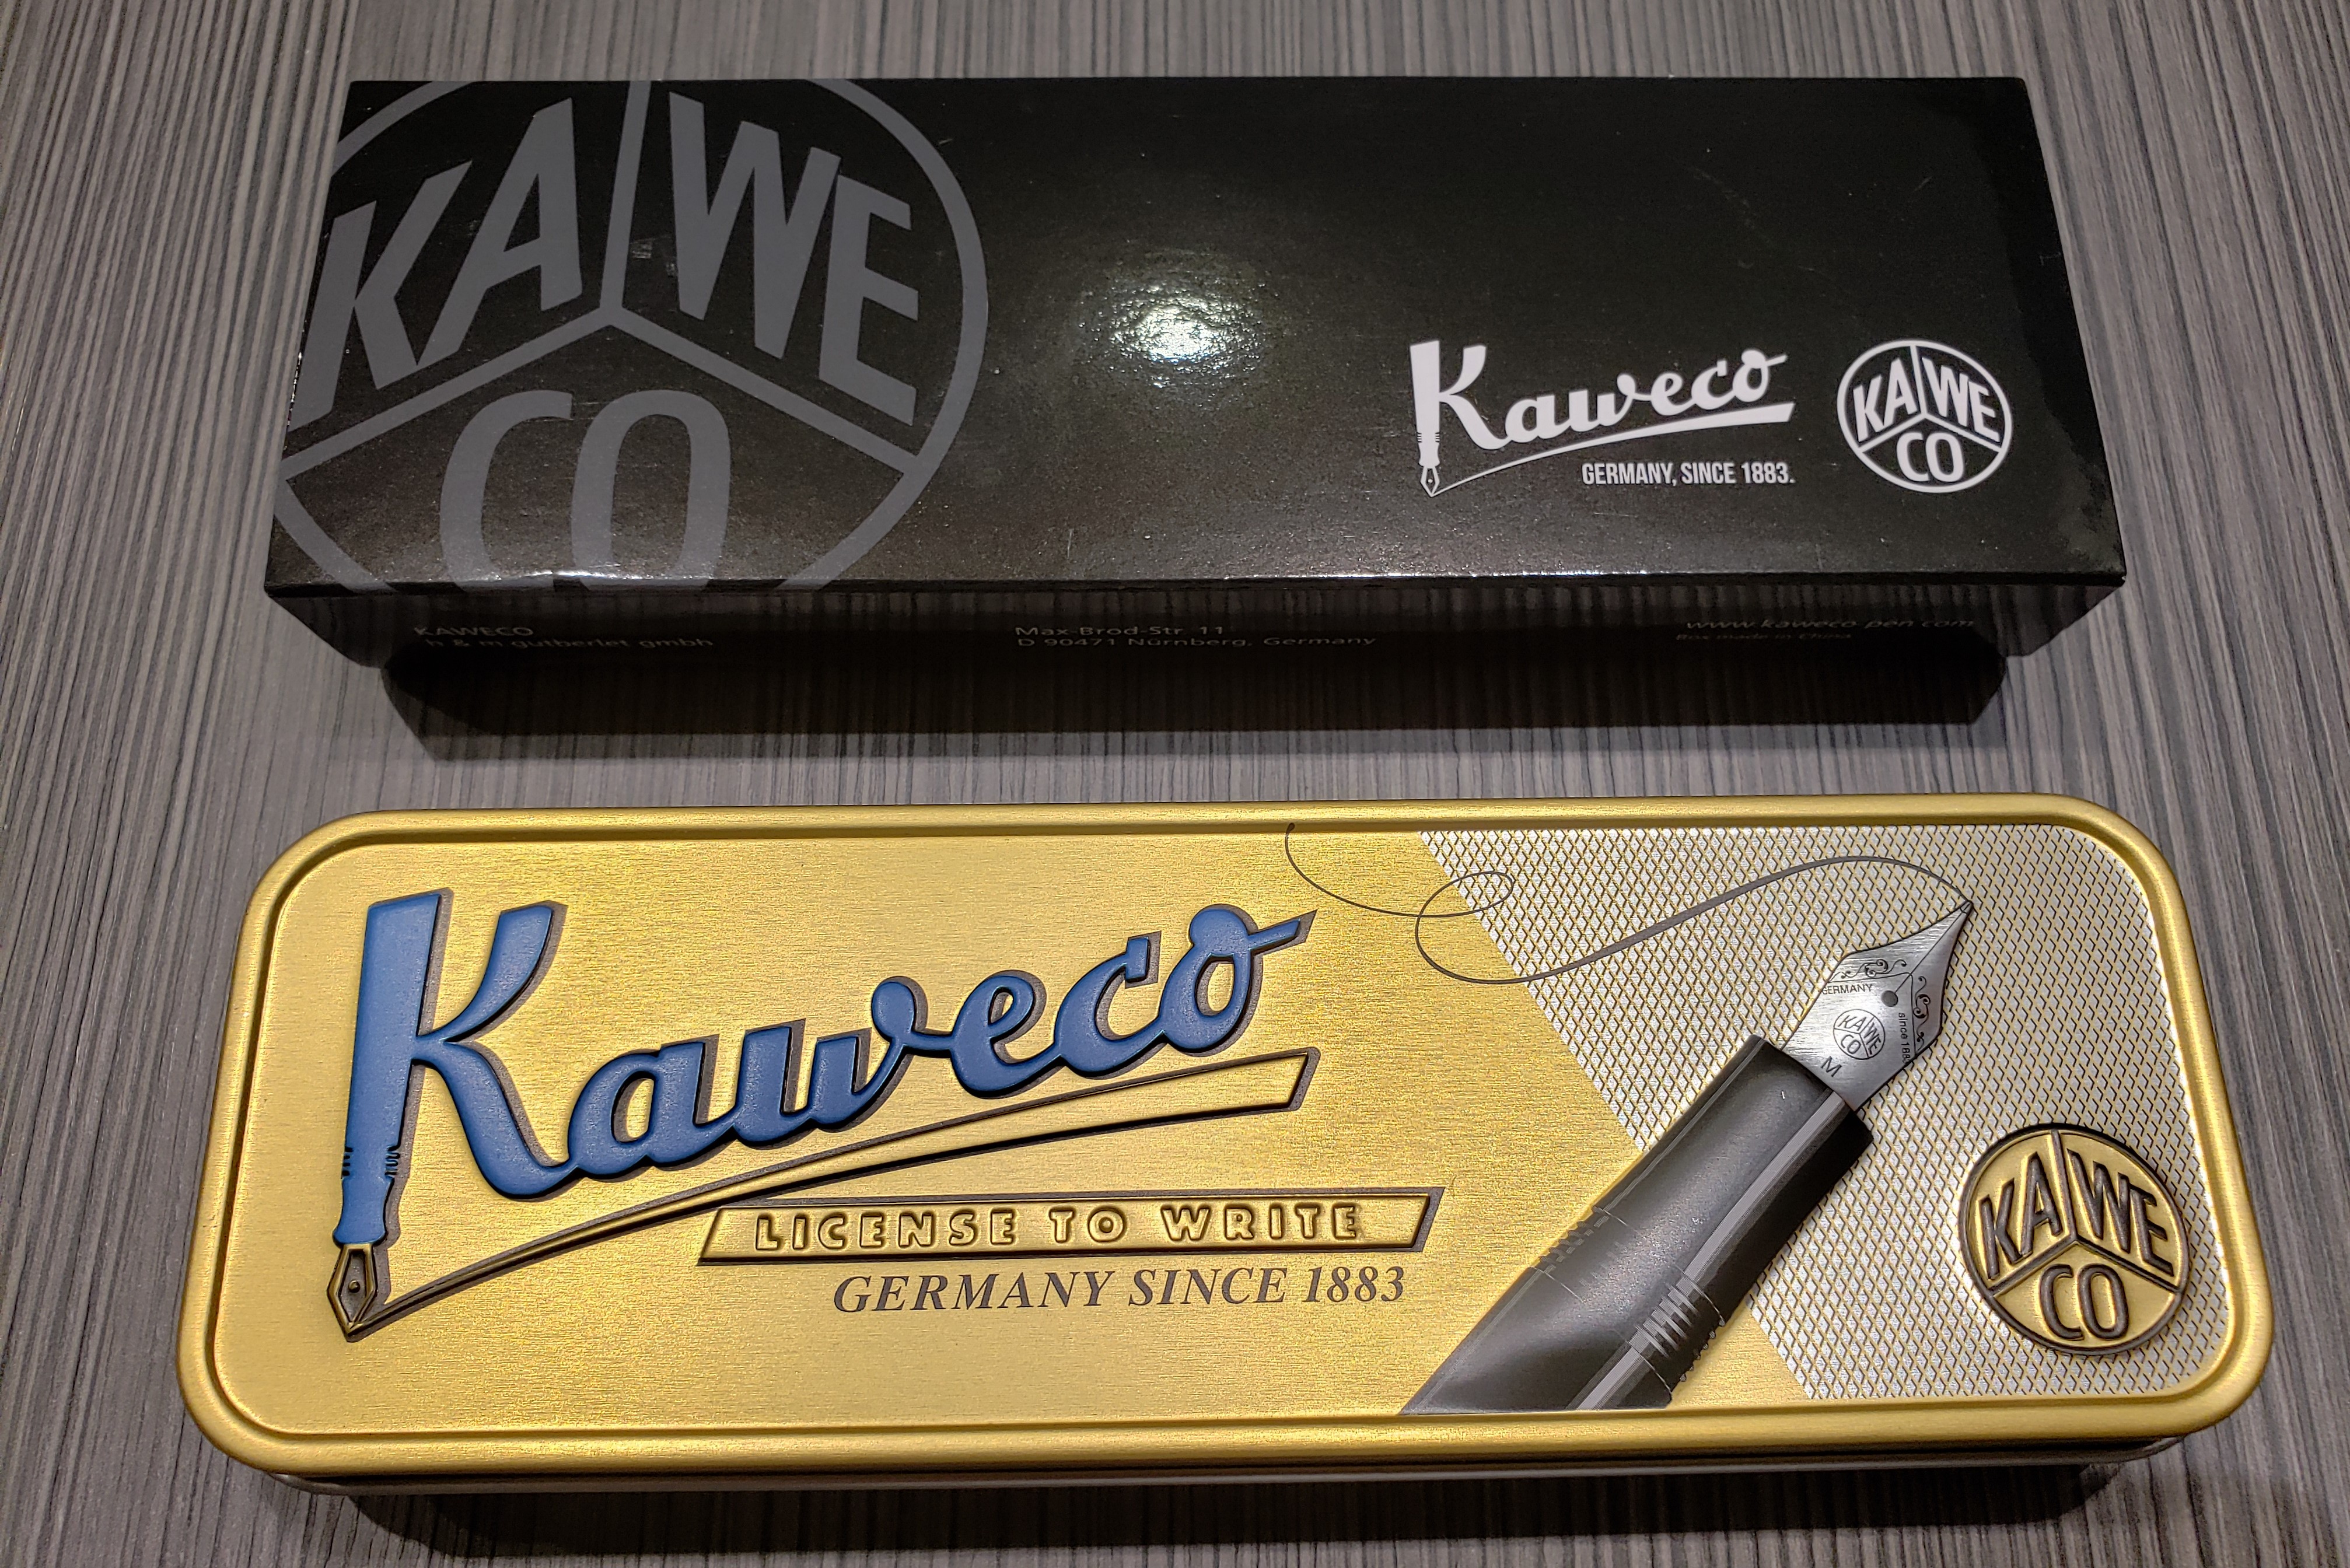 KA WE
CO
Kaweco
GERMANY, SINCE 1883.
KA WE
CO
KAWECO
h & m gutberlet gmbh
Max-Brod-Str. 11
D 90471 Nürnberg, Germany
www.kaweco-pen.com
Box made in China
Kaweco
LICENSE TO WRITE
GERMANY SINCE 1883
GERMANY
KA WE
CO
since
M
KA WE
CO